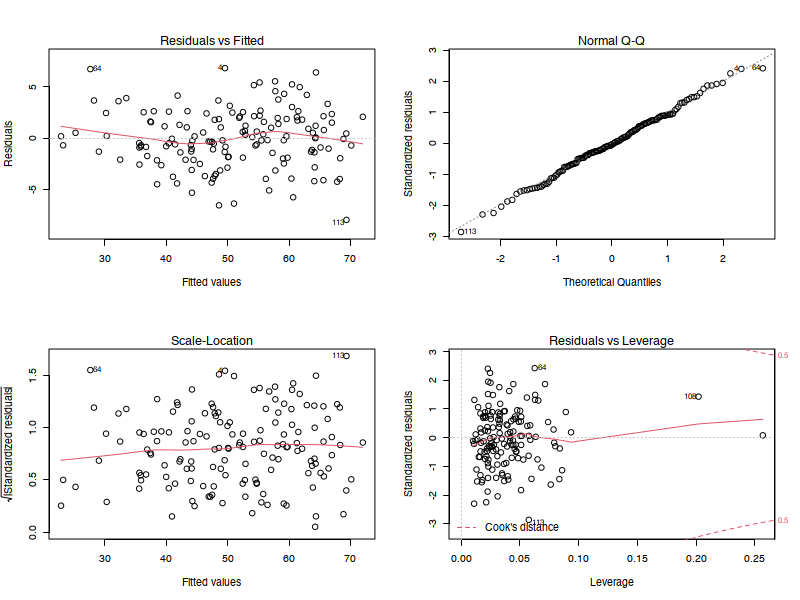 Residuals vs Fitted
Residuals
-5 0 5
64
4
113
30 40 50 60 70
Fitted values
Normal Q-Q
Standardized residuals
-3 -2 -1 0 1 2 3
4 64
113
-2 -1 0 1 2
Theoretical Quantiles
Scale-Location
√|Standardized residuals|
0.0 0.5 1.0 1.5
64
4
113
30 40 50 60 70
Fitted values
Residuals vs Leverage
Standardized residuals
-3 -2 -1 0 1 2 3
0.5
64
108
113
0.5
Cook's distance
0.00 0.05 0.10 0.15 0.20 0.25
Leverage